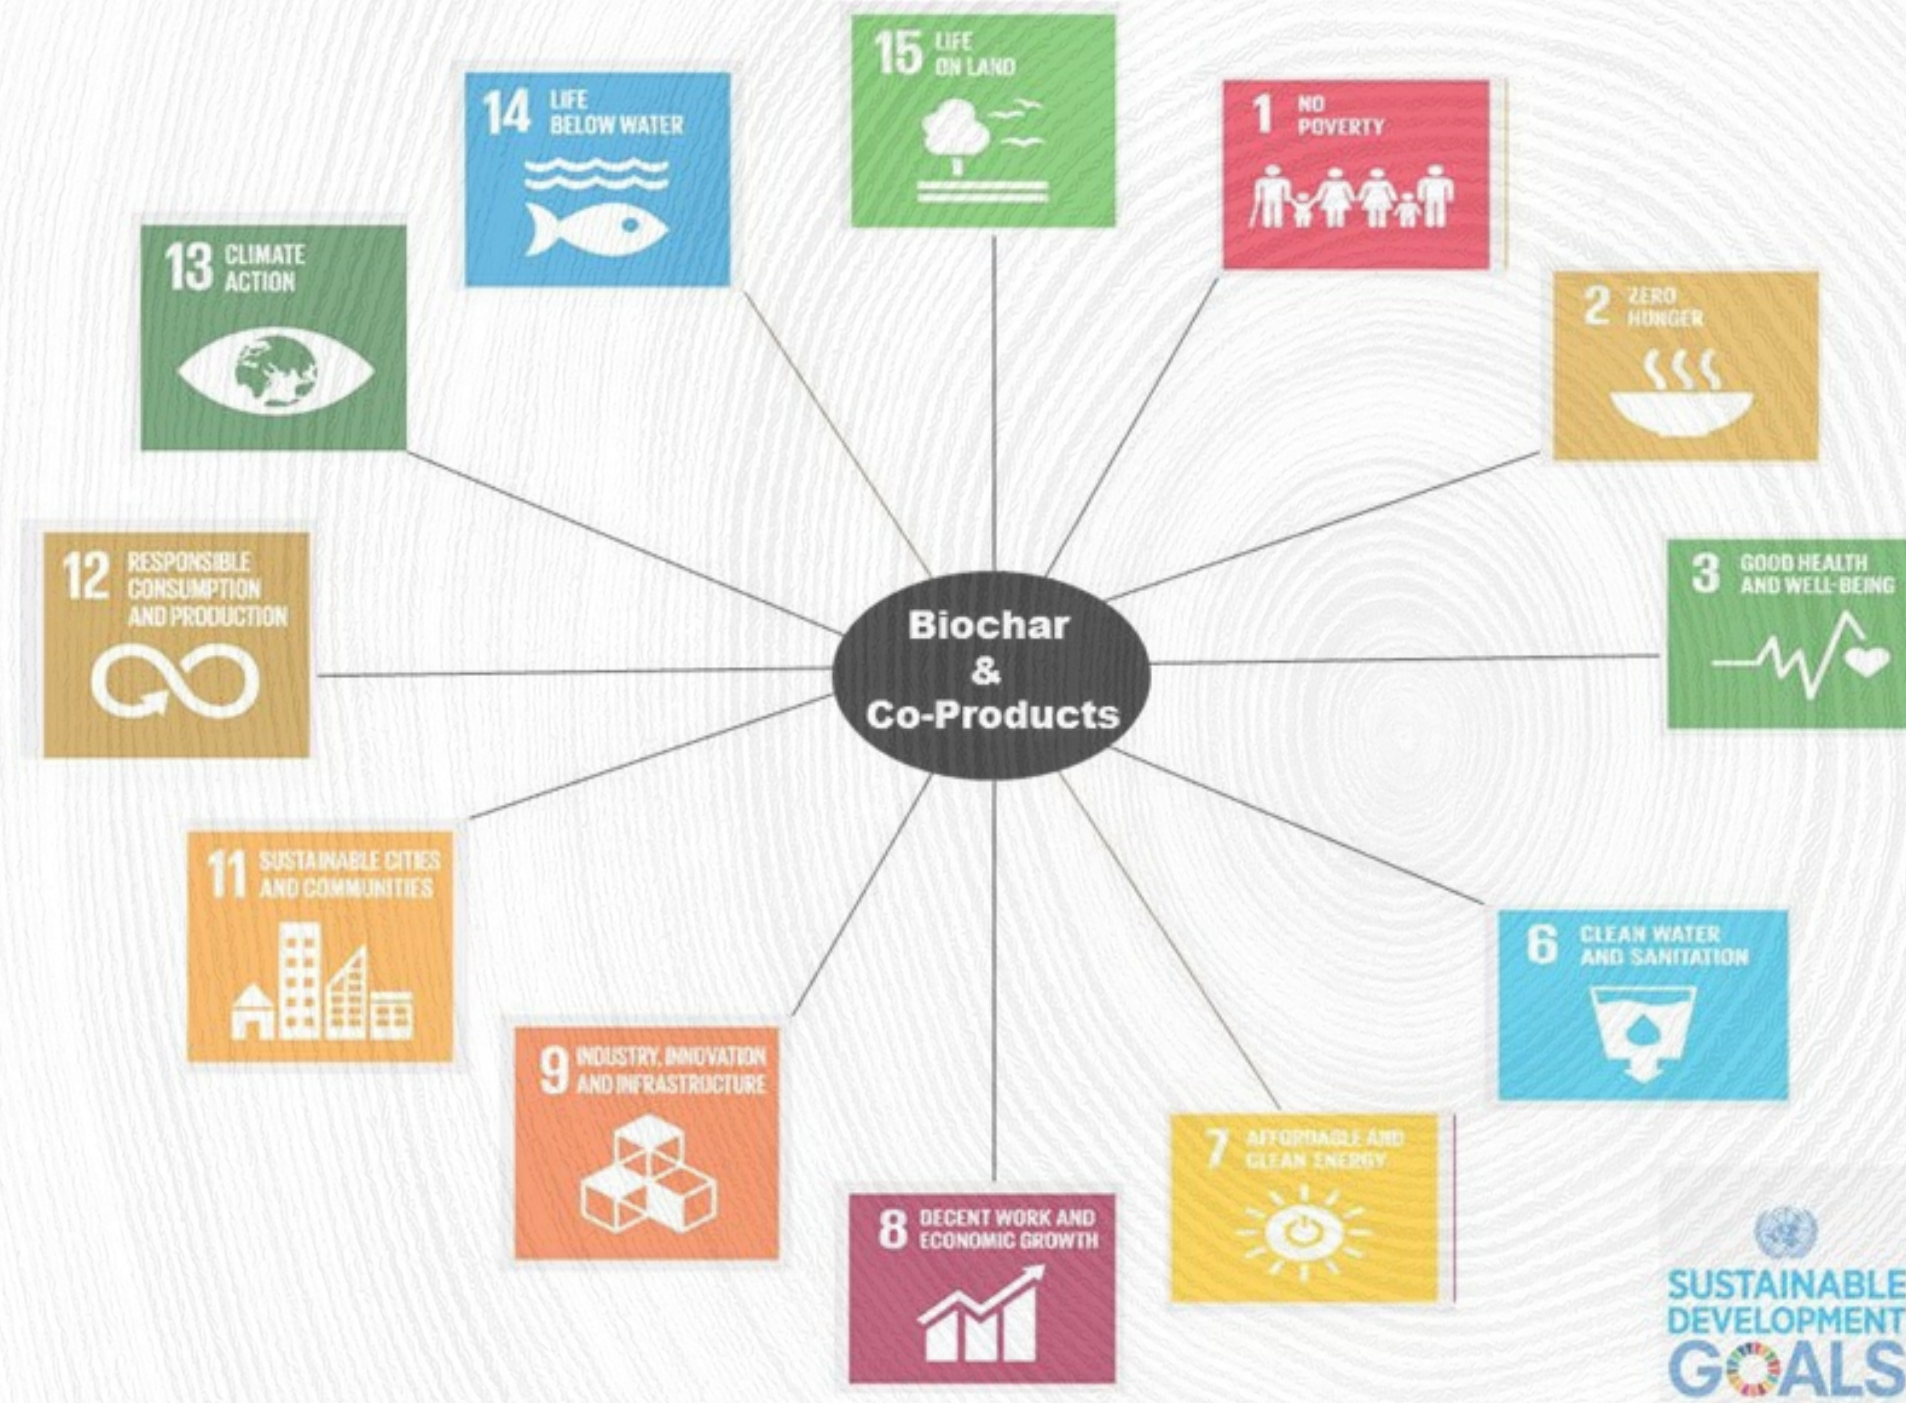 15 LIFE
ON LAND
14 LIFE
BELOW WATER
1 NO
POVERTY
13 CLIMATE
ACTION
2 ZERO
HUNGER
12 RESPONSIBLE
CONSUMPTION
AND PRODUCTION
3 GOOD HEALTH
AND WELL-BEING
Biochar
&
Co-Products
11 SUSTAINABLE CITIES
AND COMMUNITIES
6 CLEAN WATER
AND SANITATION
9 INDUSTRY, INNOVATION
AND INFRASTRUCTURE
7 AFFORDABLE AND
CLEAN ENERGY
8 DECENT WORK AND
ECONOMIC GROWTH
SUSTAINABLE
DEVELOPMENT
GOALS